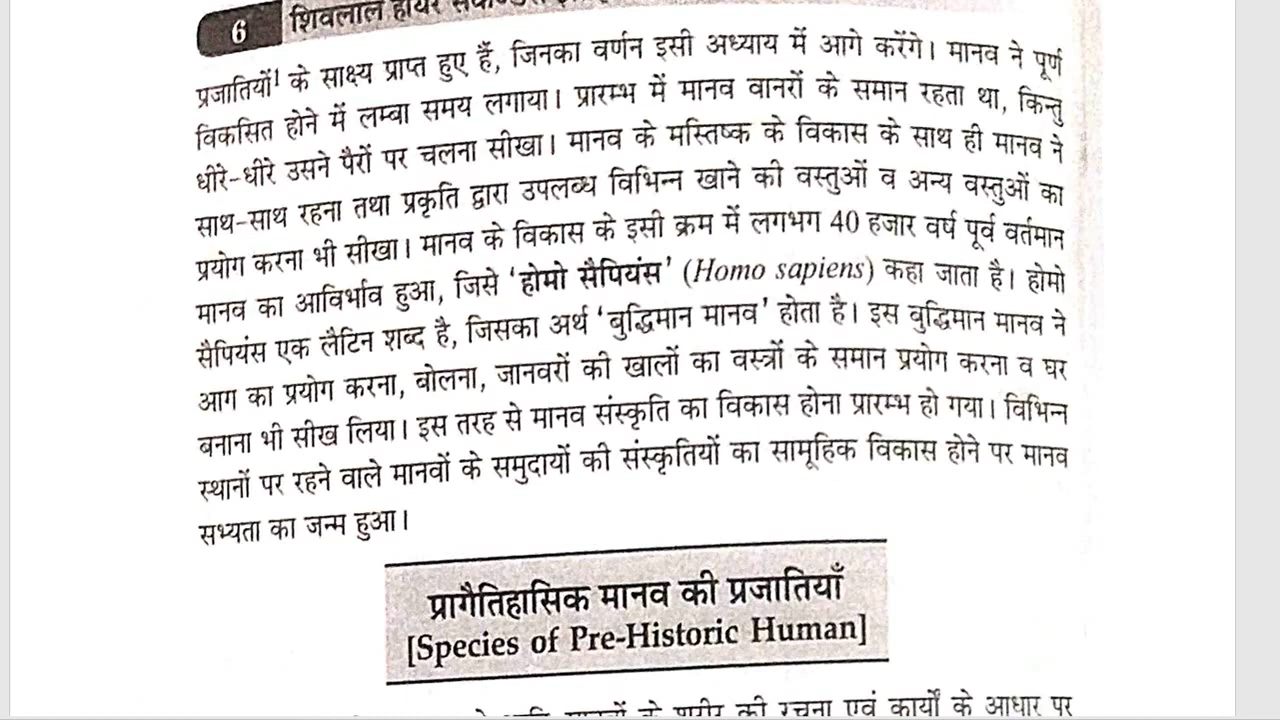 6 शिवलाल हायर
प्रजातियों¹ के साक्ष्य प्राप्त हुए हैं, जिनका वर्णन इसी अध्याय में आगे करेंगे। मानव ने पूर्ण
विकसित होने में लम्बा समय लगाया। प्रारम्भ में मानव वानरों के समान रहता था, किन्तु
धीरे-धीरे उसने पैरों पर चलना सीखा। मानव के मस्तिष्क के विकास के साथ ही मानव ने
साथ-साथ रहना तथा प्रकृति द्वारा उपलब्ध विभिन्न खाने की वस्तुओं व अन्य वस्तुओं का
प्रयोग करना भी सीखा। मानव के विकास के इसी क्रम में लगभग 40 हजार वर्ष पूर्व वर्तमान
मानव का आविर्भाव हुआ, जिसे ‘होमो सैपियंस’ (Homo sapiens) कहा जाता है। होमो
सैपियंस एक लैटिन शब्द है, जिसका अर्थ ‘बुद्धिमान मानव’ होता है। इस बुद्धिमान मानव ने
आग का प्रयोग करना, बोलना, जानवरों की खालों का वस्त्रों के समान प्रयोग करना व घर
बनाना भी सीख लिया। इस तरह से मानव संस्कृति का विकास होना प्रारम्भ हो गया। विभिन्न
स्थानों पर रहने वाले मानवों के समुदायों की संस्कृतियों का सामूहिक विकास होने पर मानव
सभ्यता का जन्म हुआ।
प्रागैतिहासिक मानव की प्रजातियाँ
[Species of Pre-Historic Human]
शरीर की रचना एवं कार्यों के आधार पर